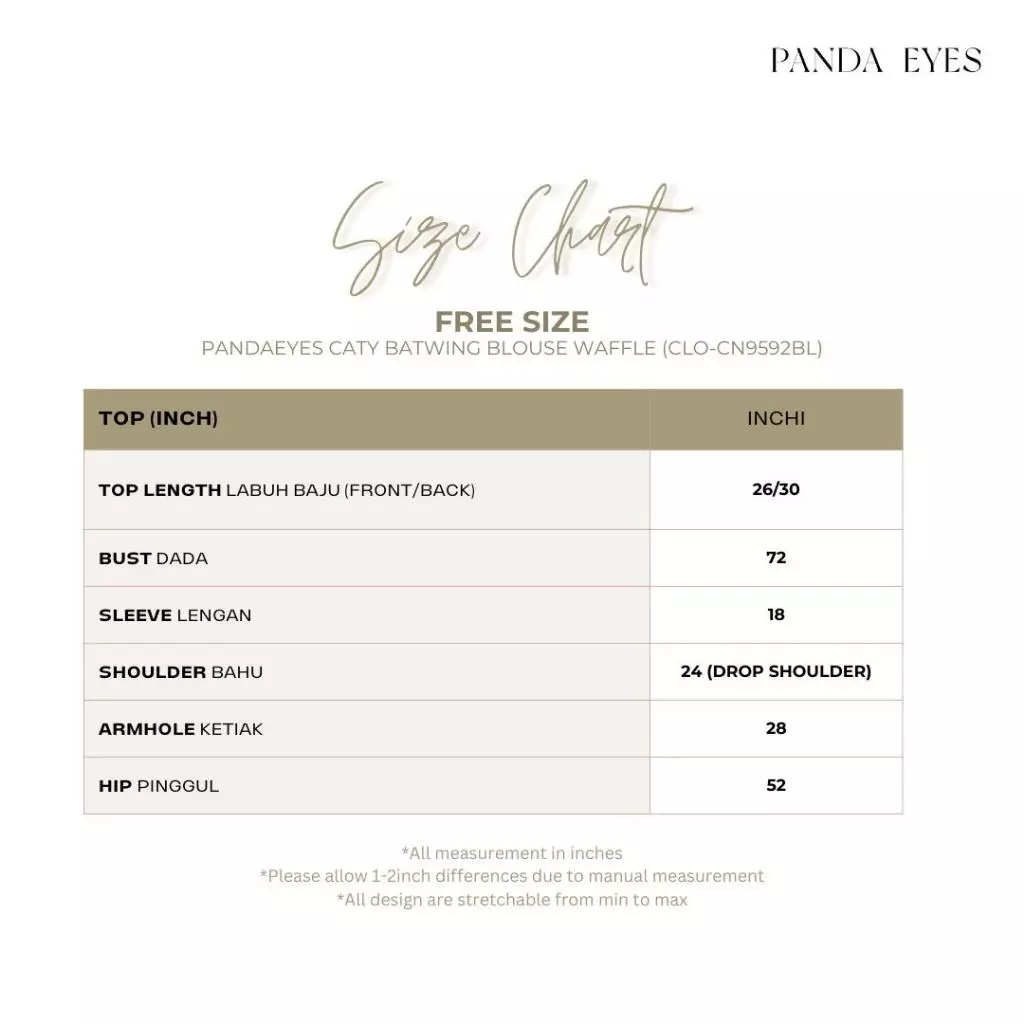 PANDA EYES
Size Chart
FREE SIZE
PANDAEYES CATY BATWING BLOUSE WAFFLE (CLO-CN9592BL)
TOP (INCH) INCHI
TOP LENGTH LABUH BAJU (FRONT/BACK) 26/30
BUST DADA 72
SLEEVE LENGAN 18
SHOULDER BAHU 24 (DROP SHOULDER)
ARMHOLE KETIAK 28
HIP PINGGUL 52
*All measurement in inches
*Please allow 1-2inch differences due to manual measurement
*All design are stretchable from min to max